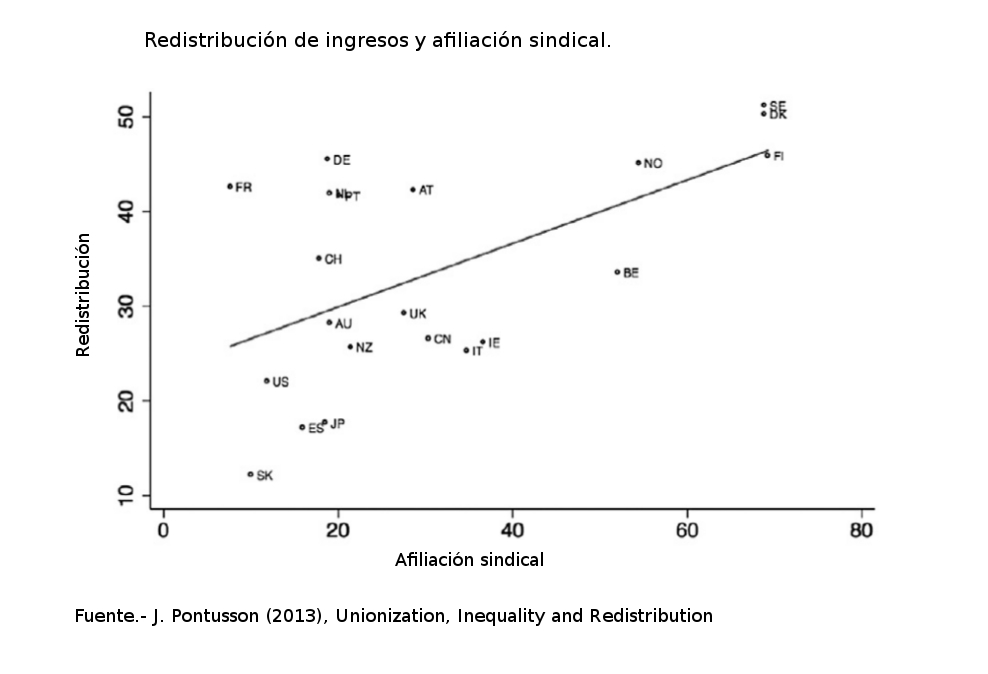 Redistribución de ingresos y afiliación sindical.
50
SE
DK
DE
NO
FI
FR
PT
AT
40
CH
BE
Redistribución
30
UK
AU
CN
IE
NZ
IT
US
20
ES
JP
SK
10
0 20 40 60 80
Afiliación sindical
Fuente.- J. Pontusson (2013), Unionization, Inequality and Redistribution